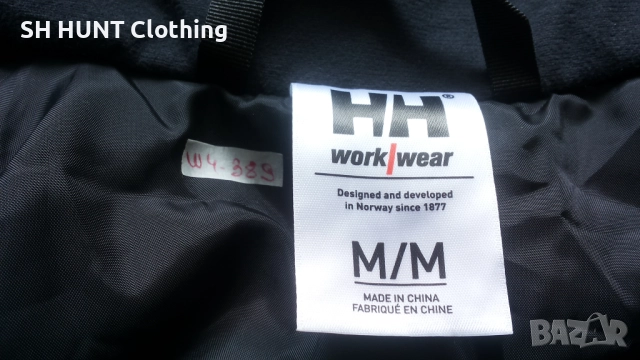 SH HUNT Clothing
HH®
work/wear
Designed and developed
in Norway since 1877
M/M
MADE IN CHINA
FABRIQUÉ EN CHINE
W4-389
BAZAR